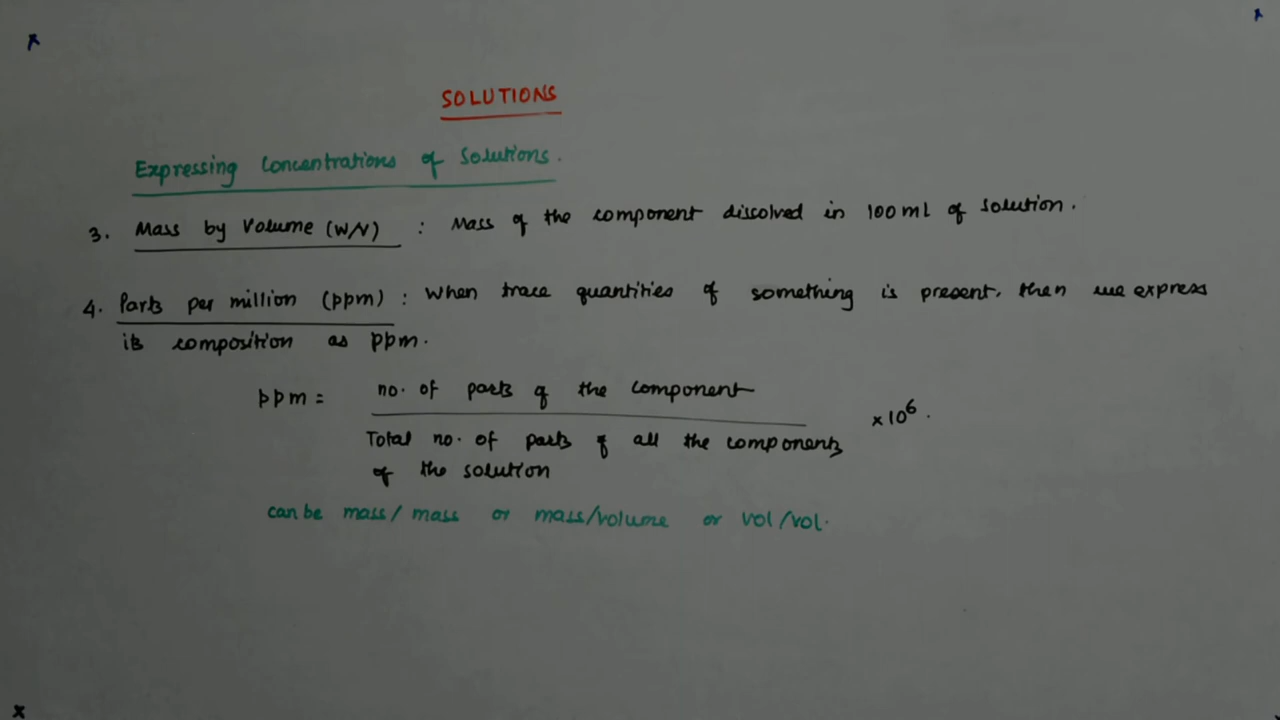 SOLUTIONS
Expressing Concentrations of Solutions.
3. Mass by Volume (W/V) : Mass of the component dissolved in 100 ml of solution.
4. Parts per million (ppm) : When trace quantities of something is present, then we express
its composition as ppm.
ppm = no. of parts of the component
Total no. of parts of all the components
of the solution
×10⁶.
can be mass/mass or mass/volume or vol/vol.